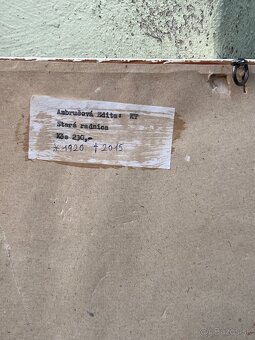 Ambrušová Edita: KT
Stará radnica
Kčs 230,-
* 1920 † 2015